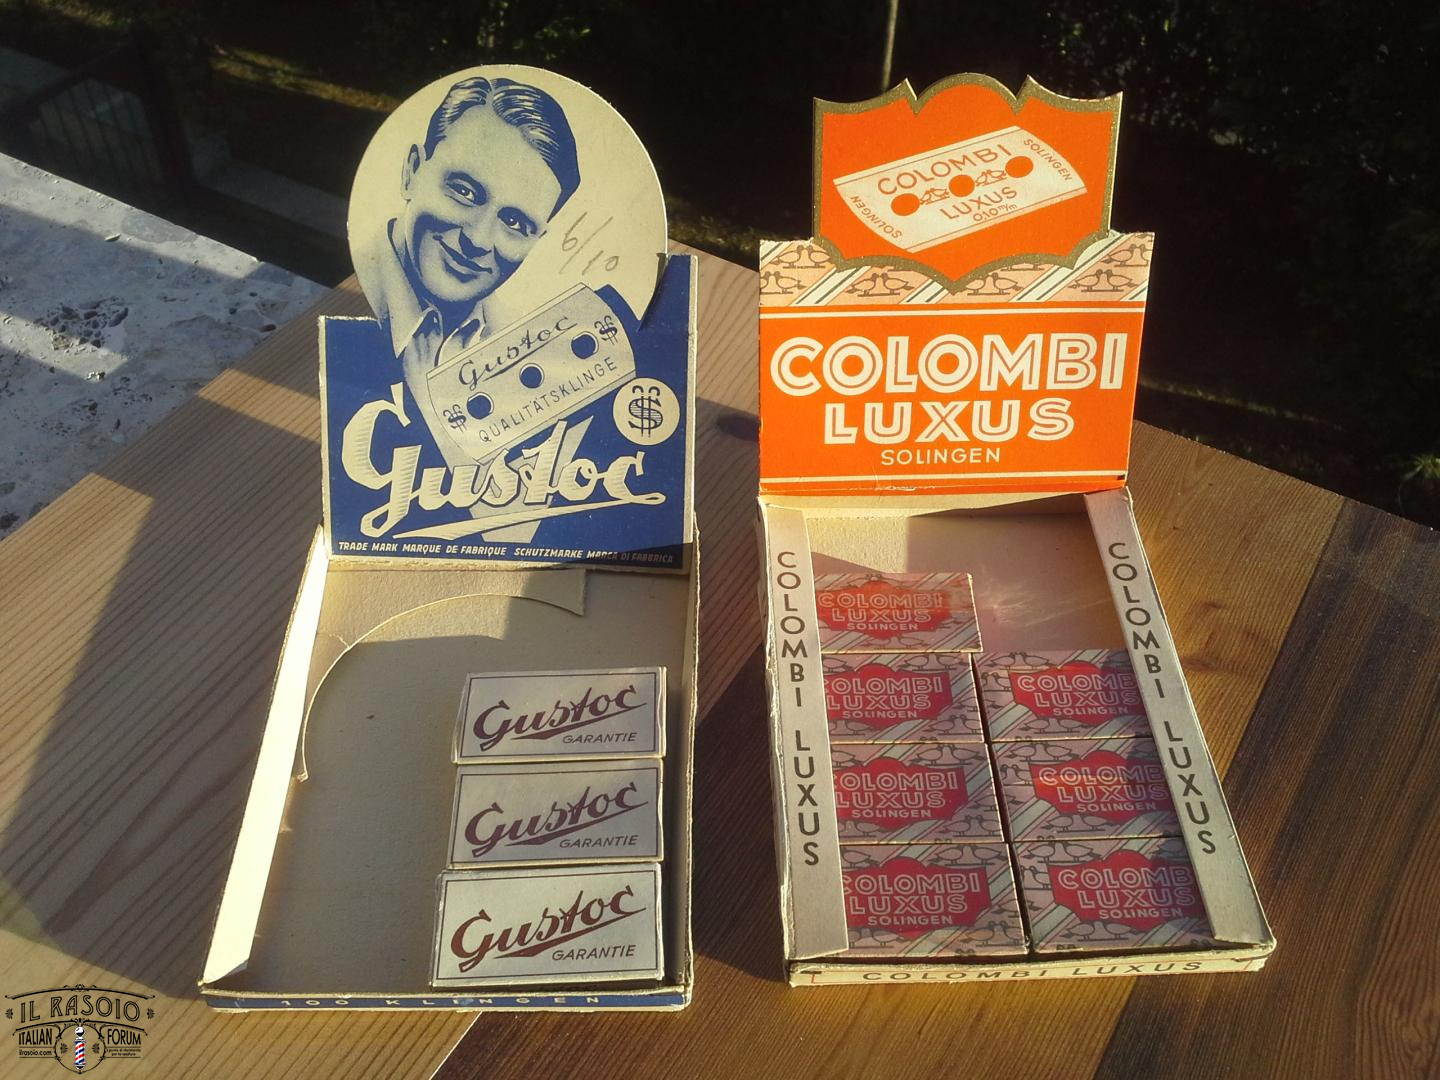 6/10
Gustoc
QUALITÄTSKLINGE
$
$
$
Gustoc
TRADE MARK MARQUE DE FABRIQUE SCHUTZMARKE MARCA DI FABBRICA
Gustoc
GARANTIE
Gustoc
GARANTIE
Gustoc
GARANTIE
100 KLINGEN
COLOMBI
LUXUS
0,10 m/m
SOLINGEN
SOLINGEN
COLOMBI
LUXUS
SOLINGEN
COLOMBI LUXUS
COLOMBI LUXUS
COLOMBI
LUXUS
SOLINGEN
COLOMBI
LUXUS
SOLINGEN
COLOMBI
LUXUS
SOLINGEN
COLOMBI
LUXUS
SOLINGEN
COLOMBI
LUXUS
SOLINGEN
COLOMBI
LUXUS
SOLINGEN
COLOMBI
LUXUS
SOLINGEN
COLOMBI LUXUS
IL RASOIO
ITALIAN FORUM
ilrasoio.com